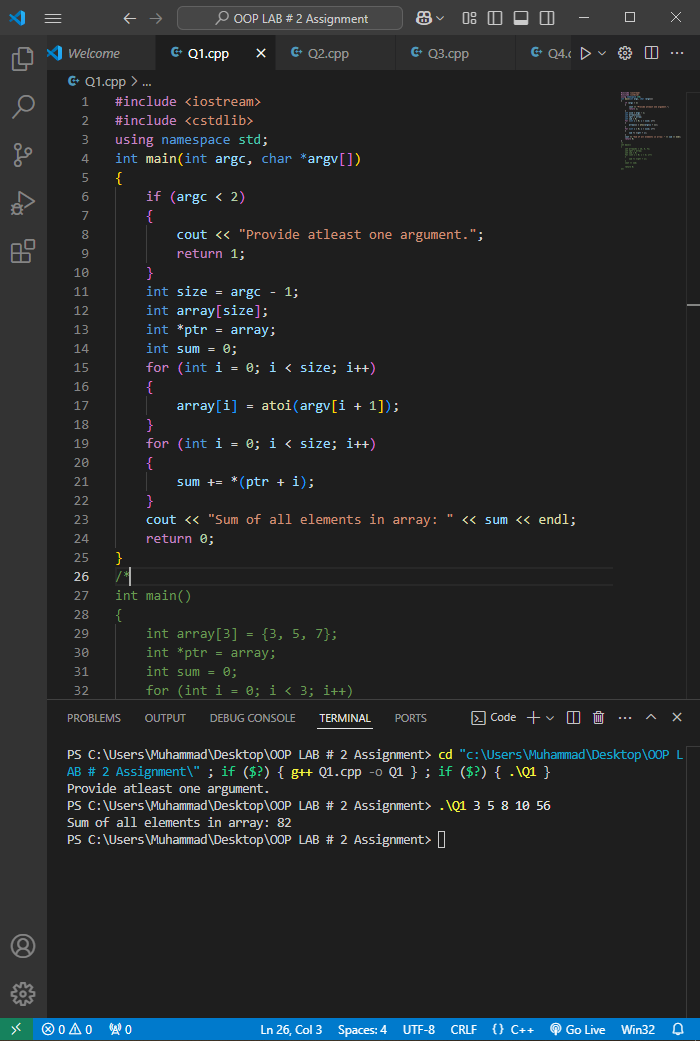 OOP LAB # 2 Assignment
Welcome
Q1.cpp
Q2.cpp
Q3.cpp
Q4.c
Q1.cpp > ...
1 #include <iostream>
2 #include <cstdlib>
3 using namespace std;
4 int main(int argc, char *argv[])
5 {
6 if (argc < 2)
7 {
8 cout << "Provide atleast one argument.";
9 return 1;
10 }
11 int size = argc - 1;
12 int array[size];
13 int *ptr = array;
14 int sum = 0;
15 for (int i = 0; i < size; i++)
16 {
17 array[i] = atoi(argv[i + 1]);
18 }
19 for (int i = 0; i < size; i++)
20 {
21 sum += *(ptr + i);
22 }
23 cout << "Sum of all elements in array: " << sum << endl;
24 return 0;
25 }
26 /*
27 int main()
28 {
29 int array[3] = {3, 5, 7};
30 int *ptr = array;
31 int sum = 0;
32 for (int i = 0; i < 3; i++)
PROBLEMS OUTPUT DEBUG CONSOLE TERMINAL PORTS Code
PS C:\Users\Muhammad\Desktop\OOP LAB # 2 Assignment> cd "c:\Users\Muhammad\Desktop\OOP L
AB # 2 Assignment\" ; if ($?) { g++ Q1.cpp -o Q1 } ; if ($?) { .\Q1 }
Provide atleast one argument.
PS C:\Users\Muhammad\Desktop\OOP LAB # 2 Assignment> .\Q1 3 5 8 10 56
Sum of all elements in array: 82
PS C:\Users\Muhammad\Desktop\OOP LAB # 2 Assignment>
0 0 0 Ln 26, Col 3 Spaces: 4 UTF-8 CRLF {} C++ Go Live Win32